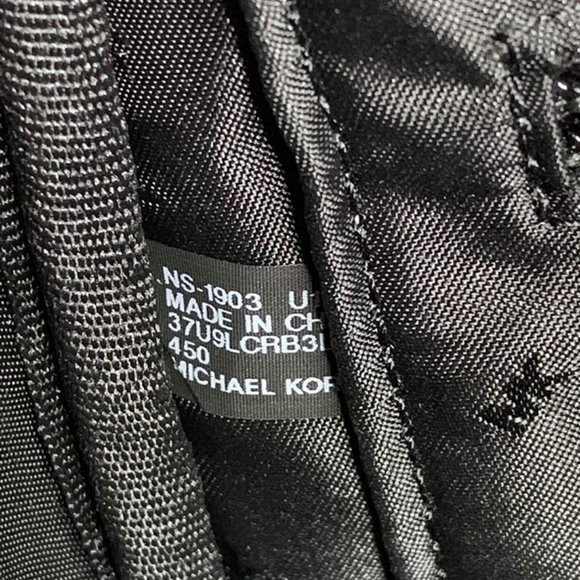 NS-1903 U
MADE IN CH
37U9LCRB3
450
MICHAEL KOR